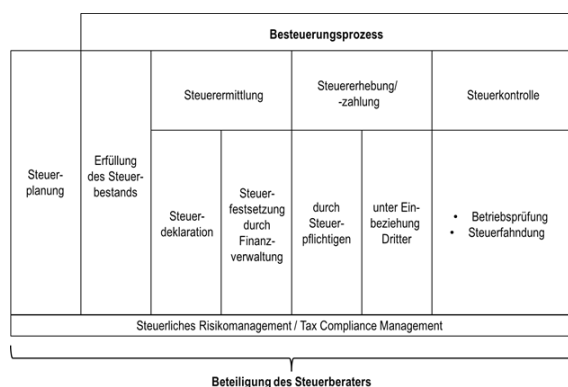 Besteuerungsprozess
Steuerermittlung
Steuererhebung/
-zahlung
Steuerkontrolle
Steuer-
planung
Erfüllung
des Steuer-
bestands
Steuer-
deklaration
Steuer-
festsetzung
durch
Finanz-
verwaltung
durch
Steuer-
pflichtigen
unter Ein-
beziehung
Dritter
• Betriebsprüfung
• Steuerfahndung
Steuerliches Risikomanagement / Tax Compliance Management
Beteiligung des Steuerberaters